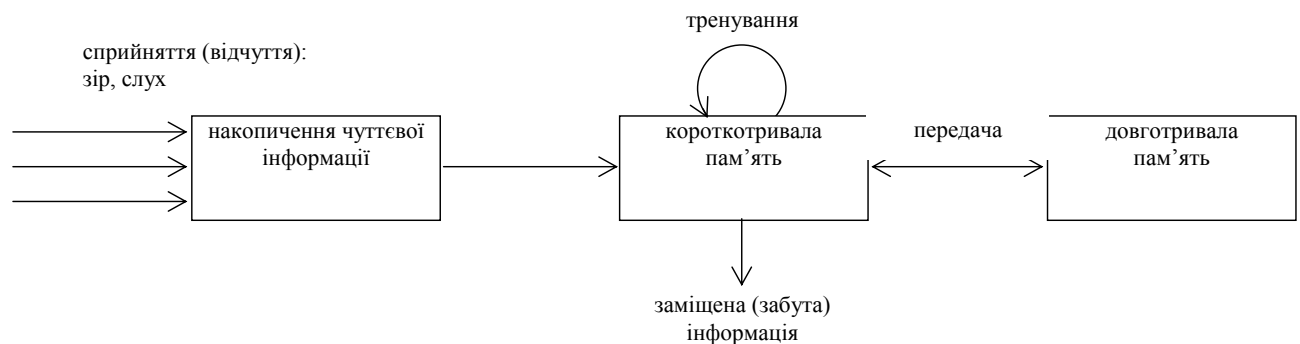 тренування
сприйняття (відчуття):
зір, слух
накопичення чуттєвої
інформації
короткотривала
пам’ять
передача
довготривала
пам’ять
заміщена (забута)
інформація